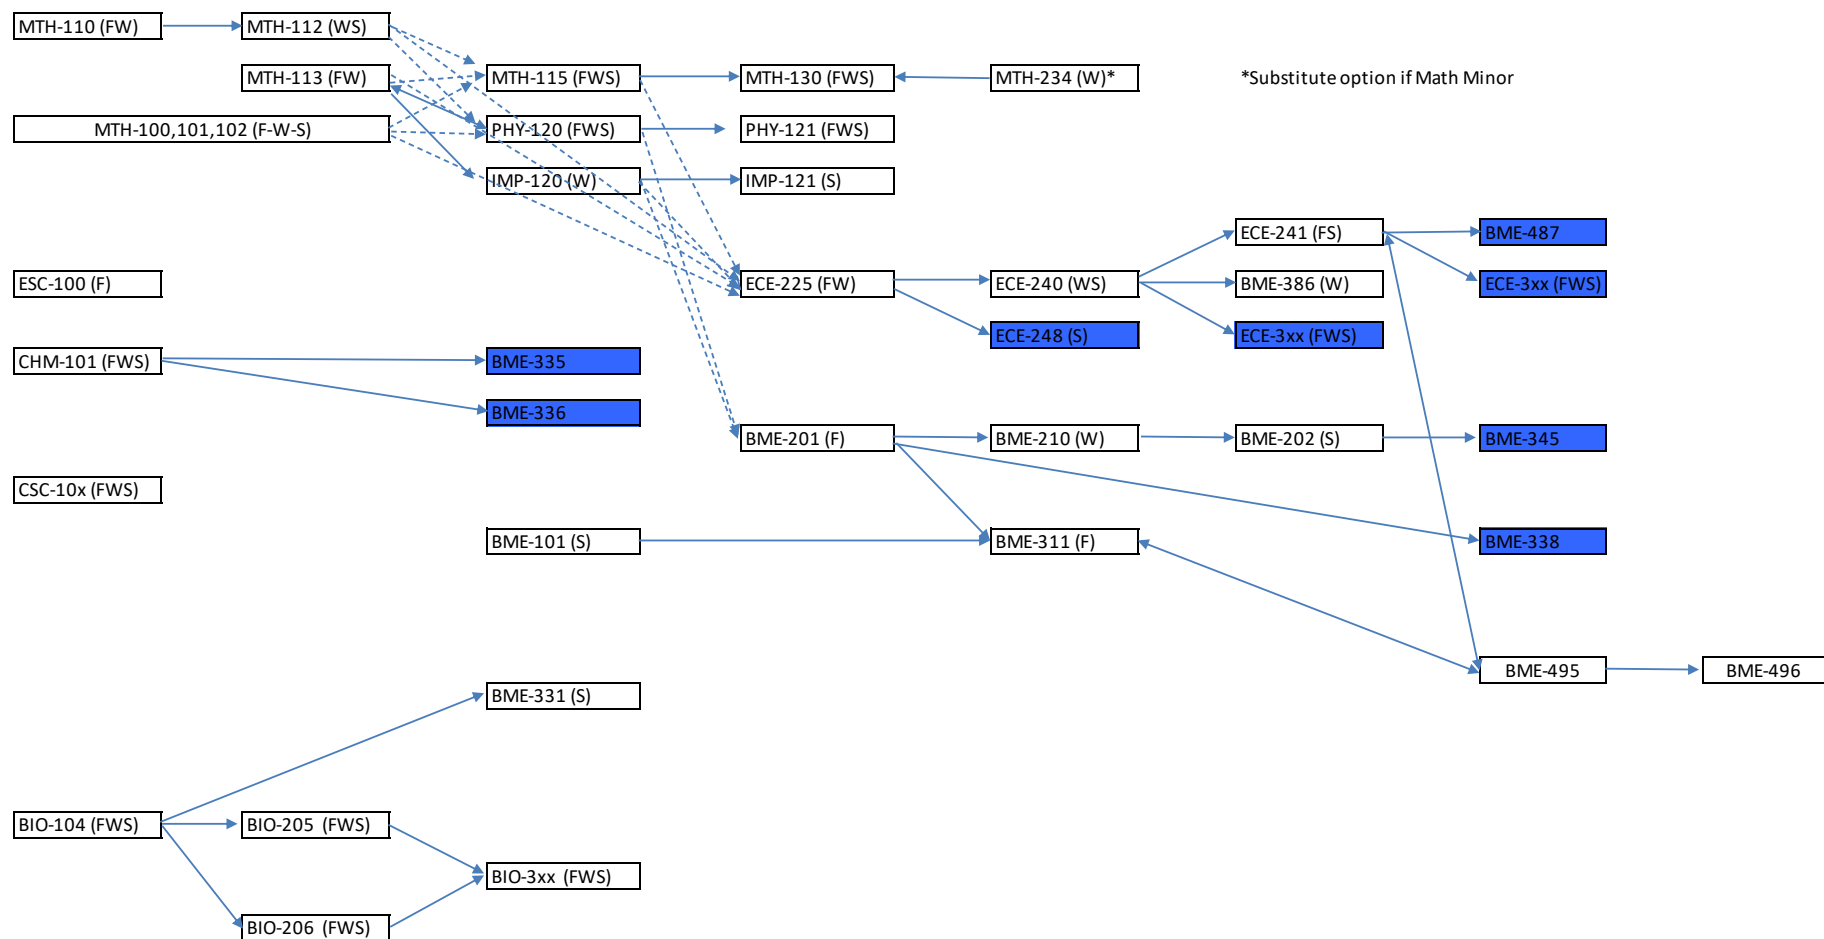 MTH-110 (FW)
MTH-112 (WS)
MTH-113 (FW)
MTH-115 (FWS)
MTH-130 (FWS)
MTH-234 (W)*
*Substitute option if Math Minor
MTH-100,101,102 (F-W-S)
PHY-120 (FWS)
PHY-121 (FWS)
IMP-120 (W)
IMP-121 (S)
ECE-241 (FS)
BME-487
ESC-100 (F)
ECE-225 (FW)
ECE-240 (WS)
BME-386 (W)
ECE-3xx (FWS)
ECE-248 (S)
ECE-3xx (FWS)
CHM-101 (FWS)
BME-335
BME-336
BME-201 (F)
BME-210 (W)
BME-202 (S)
BME-345
CSC-10x (FWS)
BME-101 (S)
BME-311 (F)
BME-338
BME-495
BME-496
BME-331 (S)
BIO-104 (FWS)
BIO-205 (FWS)
BIO-3xx (FWS)
BIO-206 (FWS)